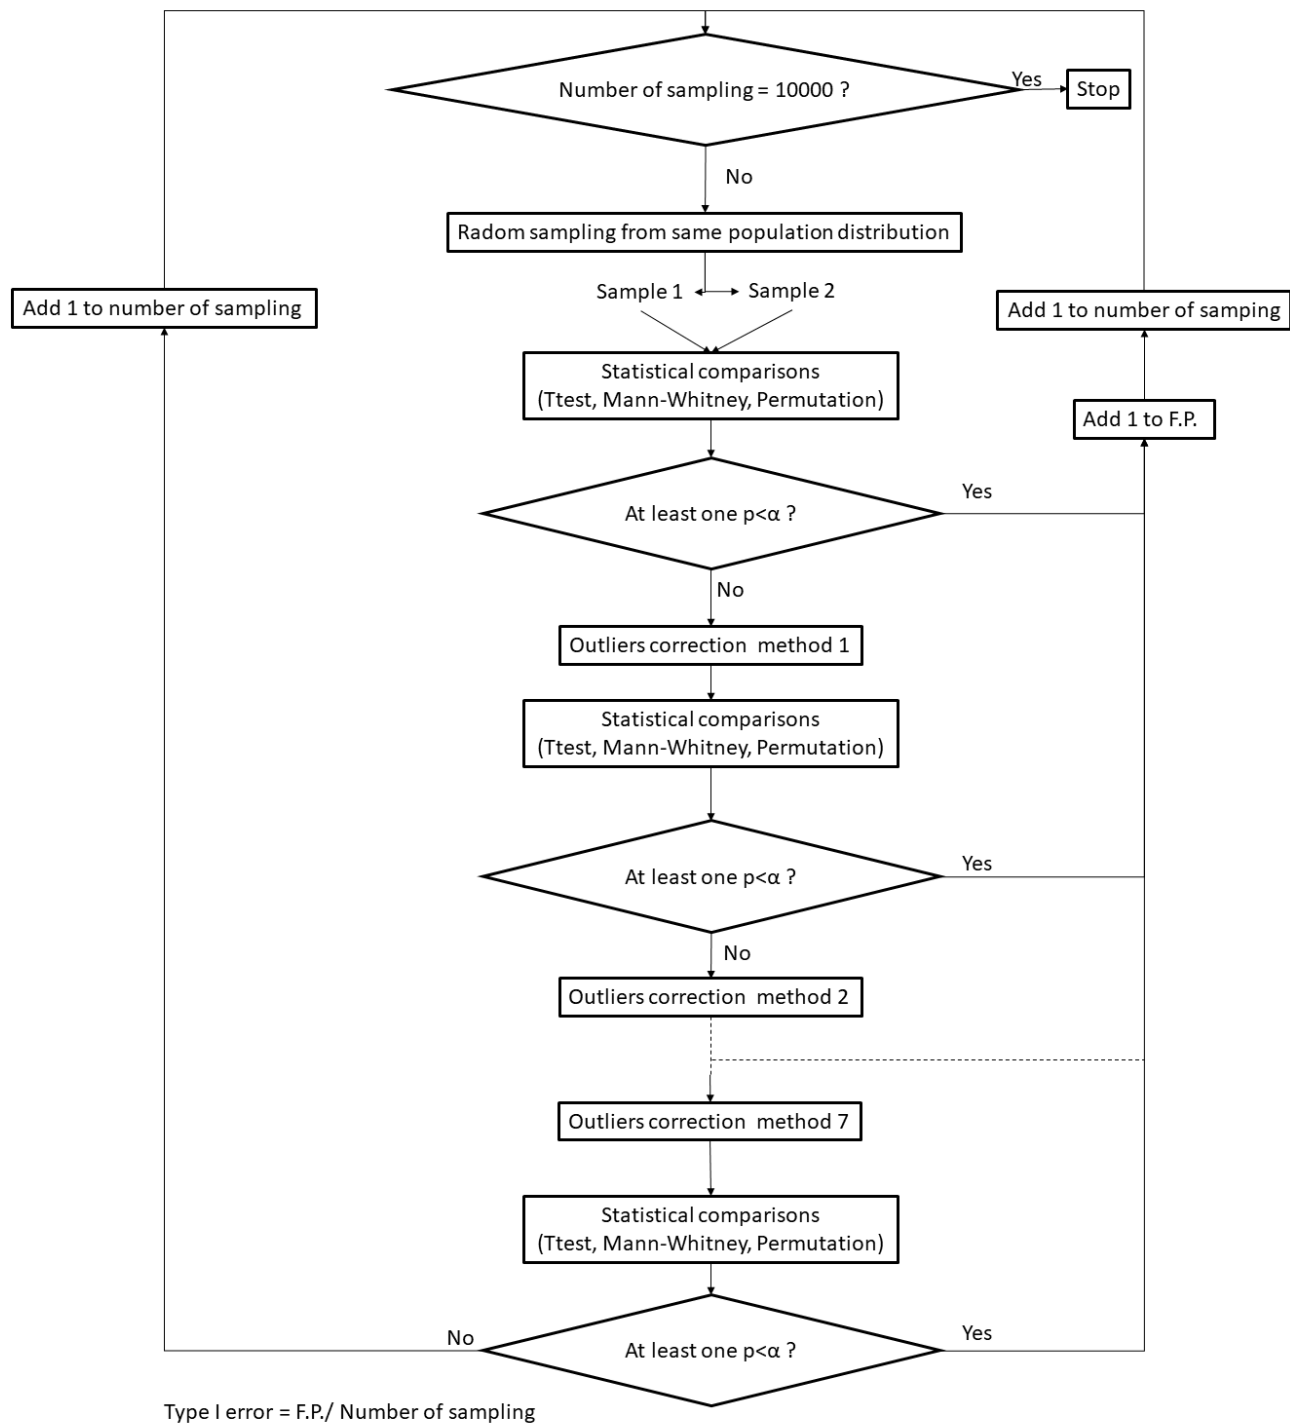 Number of sampling = 10000 ?
Yes
Stop
No
Radom sampling from same population distribution
Sample 1
Sample 2
Add 1 to number of sampling
Add 1 to number of samping
Statistical comparisons
(Ttest, Mann-Whitney, Permutation)
Add 1 to F.P.
At least one p<α ?
Yes
No
Outliers correction method 1
Statistical comparisons
(Ttest, Mann-Whitney, Permutation)
At least one p<α ?
Yes
No
Outliers correction method 2
Outliers correction method 7
Statistical comparisons
(Ttest, Mann-Whitney, Permutation)
No
At least one p<α ?
Yes
Type I error = F.P./ Number of sampling